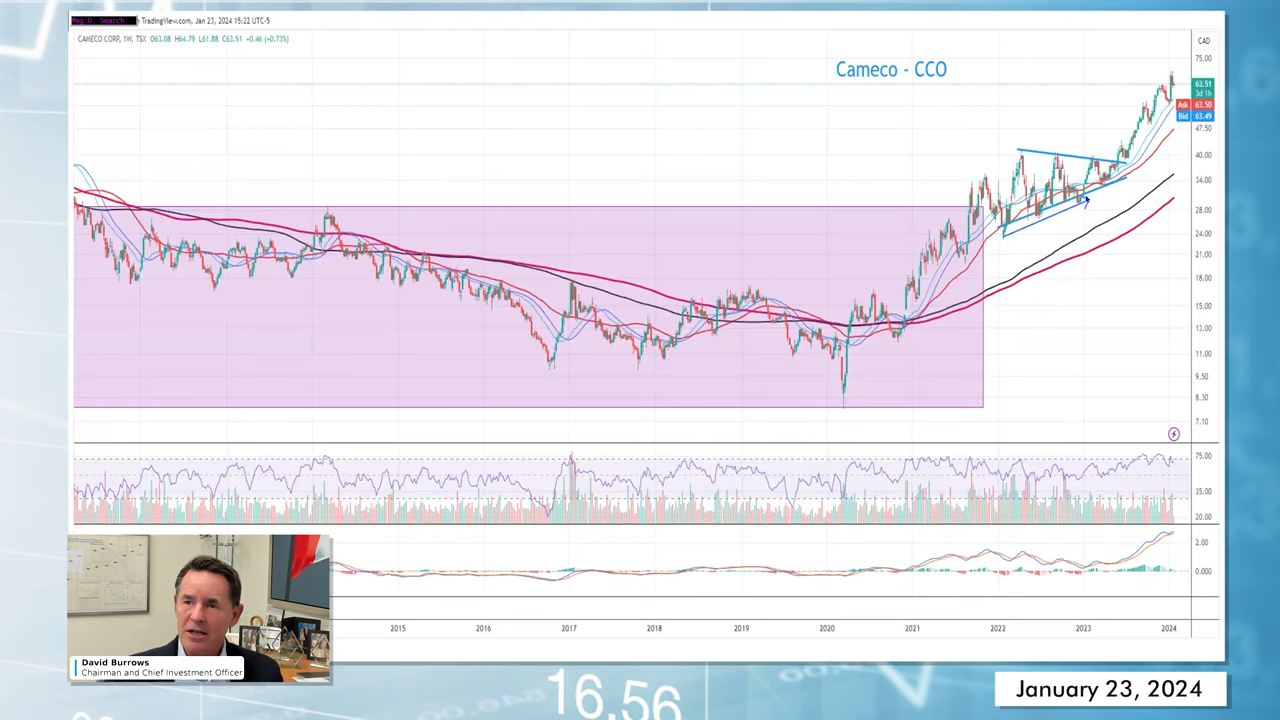 TradingView.com, Jan 23, 2024 15:22 UTC-5
CAMECO CORP, 1W, TSX O63.08 H64.79 L61.88 C63.51 +0.46 (+0.73%)
CAD
Cameco - CCO
75.00
63.51
3d 1h
Ask 63.50
Bid 63.49
47.50
40.00
34.00
28.00
24.00
21.00
18.00
15.00
13.00
11.00
9.50
8.30
7.10
75.00
35.00
20.00
2.00
0.000
2015 2016 2017 2018 2019 2020 2021 2022 2023 2024
David Burrows
Chairman and Chief Investment Officer
16.56
January 23, 2024